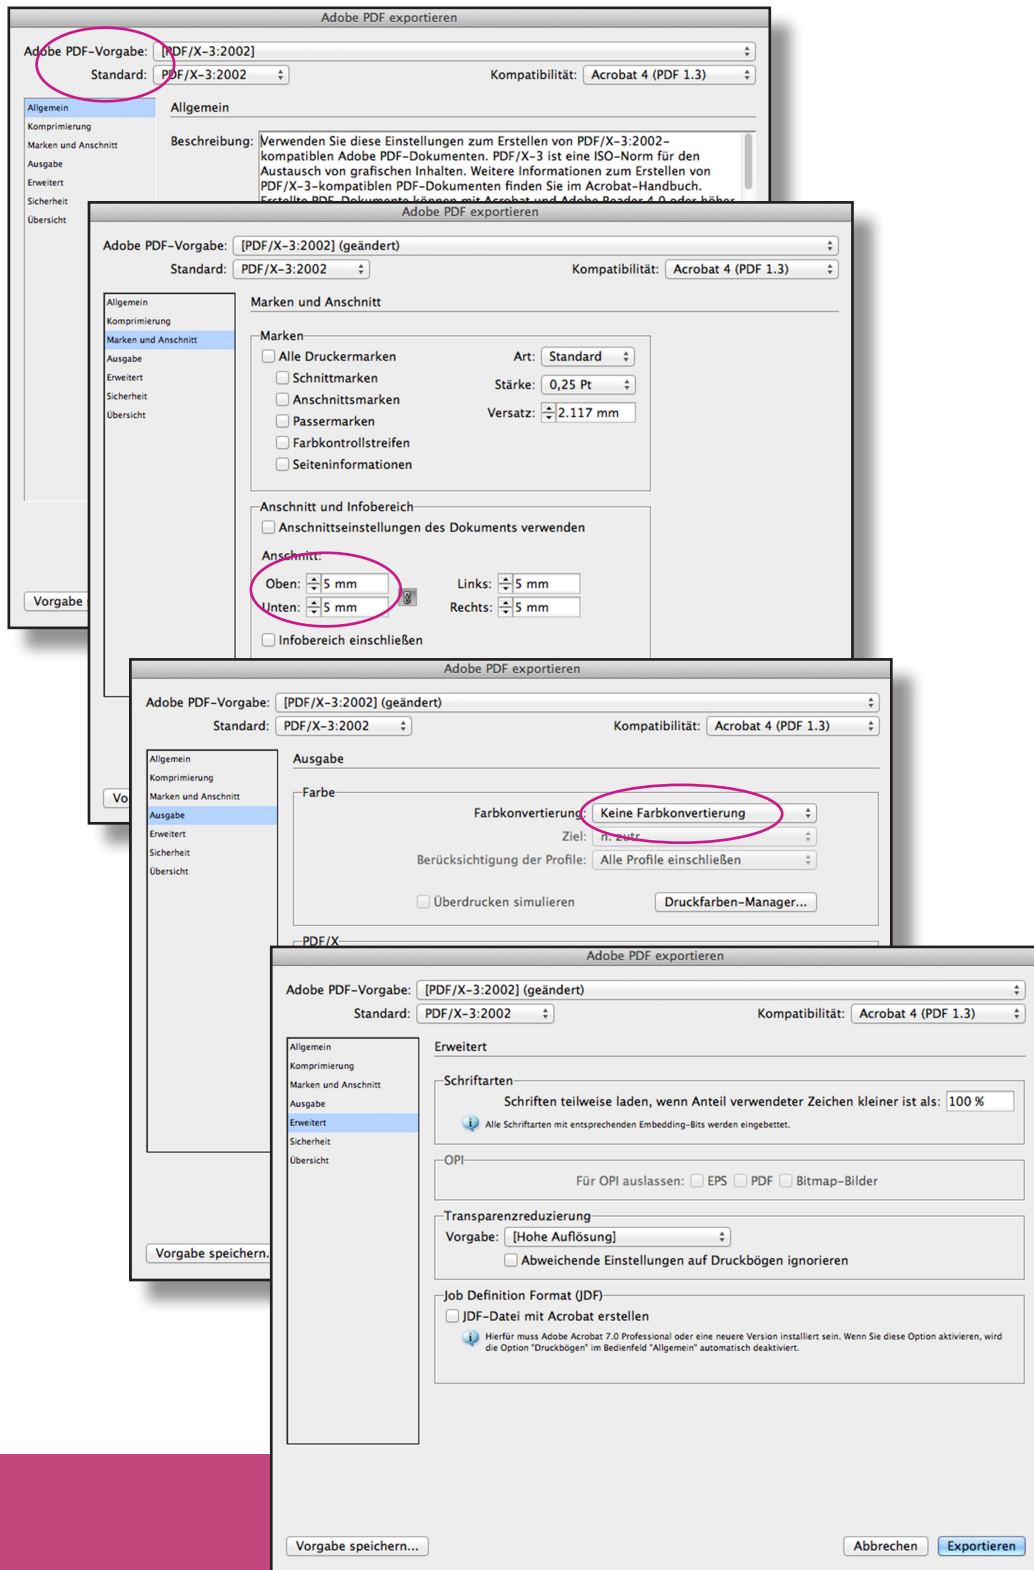 Adobe PDF exportieren
Adobe PDF-Vorgabe: [PDF/X-3:2002]
Standard: PDF/X-3:2002 Kompatibilität: Acrobat 4 (PDF 1.3)
Allgemein
Komprimierung
Marken und Anschnitt
Ausgabe
Erweitert
Sicherheit
Übersicht
Allgemein
Beschreibung: Verwenden Sie diese Einstellungen zum Erstellen von PDF/X-3:2002-
kompatiblen Adobe PDF-Dokumenten. PDF/X-3 ist eine ISO-Norm für den
Austausch von grafischen Inhalten. Weitere Informationen zum Erstellen von
PDF/X-3-kompatiblen PDF-Dokumenten finden Sie im Acrobat-Handbuch.
Erstellte PDF-Dokumente können mit Acrobat und Adobe Reader 4.0 oder höher
Vorgabe
Adobe PDF exportieren
Adobe PDF-Vorgabe: [PDF/X-3:2002] (geändert)
Standard: PDF/X-3:2002 Kompatibilität: Acrobat 4 (PDF 1.3)
Allgemein
Komprimierung
Marken und Anschnitt
Ausgabe
Erweitert
Sicherheit
Übersicht
Marken und Anschnitt
Marken
Alle Druckermarken Art: Standard
Schnittmarken Stärke: 0,25 Pt
Anschnittsmarken Versatz: 2.117 mm
Passermarken
Farbkontrollstreifen
Seiteninformationen
Anschnitt und Infobereich
Anschnittseinstellungen des Dokuments verwenden
Anschnitt:
Oben: 5 mm Links: 5 mm
Unten: 5 mm Rechts: 5 mm
Infobereich einschließen
Vo
Adobe PDF exportieren
Adobe PDF-Vorgabe: [PDF/X-3:2002] (geändert)
Standard: PDF/X-3:2002 Kompatibilität: Acrobat 4 (PDF 1.3)
Allgemein
Komprimierung
Marken und Anschnitt
Ausgabe
Erweitert
Sicherheit
Übersicht
Ausgabe
Farbe
Farbkonvertierung: Keine Farbkonvertierung
Ziel: n. zutr.
Berücksichtigung der Profile: Alle Profile einschließen
Überdrucken simulieren Druckfarben-Manager...
PDF/X
Vorgabe speichern.
Adobe PDF exportieren
Adobe PDF-Vorgabe: [PDF/X-3:2002] (geändert)
Standard: PDF/X-3:2002 Kompatibilität: Acrobat 4 (PDF 1.3)
Allgemein
Komprimierung
Marken und Anschnitt
Ausgabe
Erweitert
Sicherheit
Übersicht
Erweitert
Schriftarten
Schriften teilweise laden, wenn Anteil verwendeter Zeichen kleiner ist als: 100 %
Alle Schriftarten mit entsprechenden Embedding-Bits werden eingebettet.
OPI
Für OPI auslassen: EPS PDF Bitmap-Bilder
Transparenzreduzierung
Vorgabe: [Hohe Auflösung]
Abweichende Einstellungen auf Druckbögen ignorieren
Job Definition Format (JDF)
JDF-Datei mit Acrobat erstellen
Hierfür muss Adobe Acrobat 7.0 Professional oder eine neuere Version installiert sein. Wenn Sie diese Option aktivieren, wird
die Option "Druckbögen" im Bedienfeld "Allgemein" automatisch deaktiviert.
Vorgabe speichern... Abbrechen Exportieren